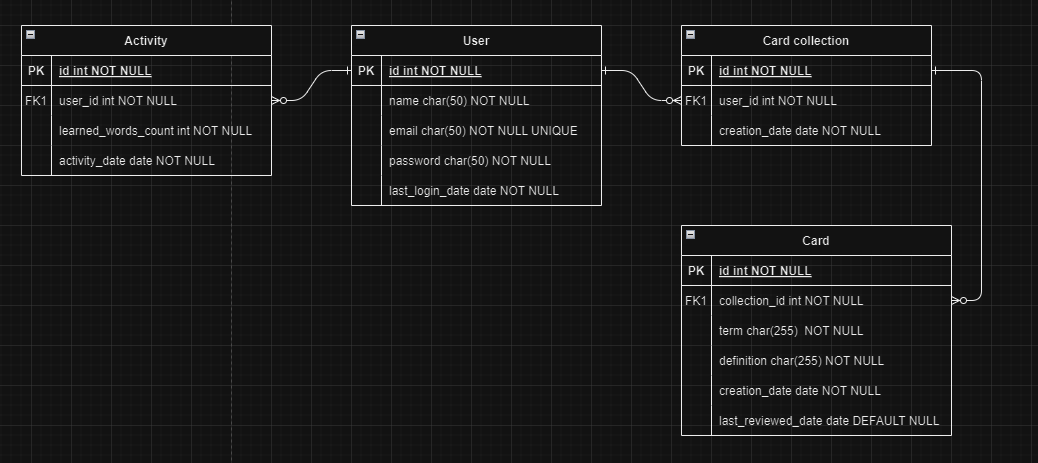 Activity
PK id int NOT NULL
FK1 user_id int NOT NULL
learned_words_count int NOT NULL
activity_date date NOT NULL
User
PK id int NOT NULL
name char(50) NOT NULL
email char(50) NOT NULL UNIQUE
password char(50) NOT NULL
last_login_date date NOT NULL
Card collection
PK id int NOT NULL
FK1 user_id int NOT NULL
creation_date date NOT NULL
Card
PK id int NOT NULL
FK1 collection_id int NOT NULL
term char(255)  NOT NULL
definition char(255) NOT NULL
creation_date date NOT NULL
last_reviewed_date date DEFAULT NULL